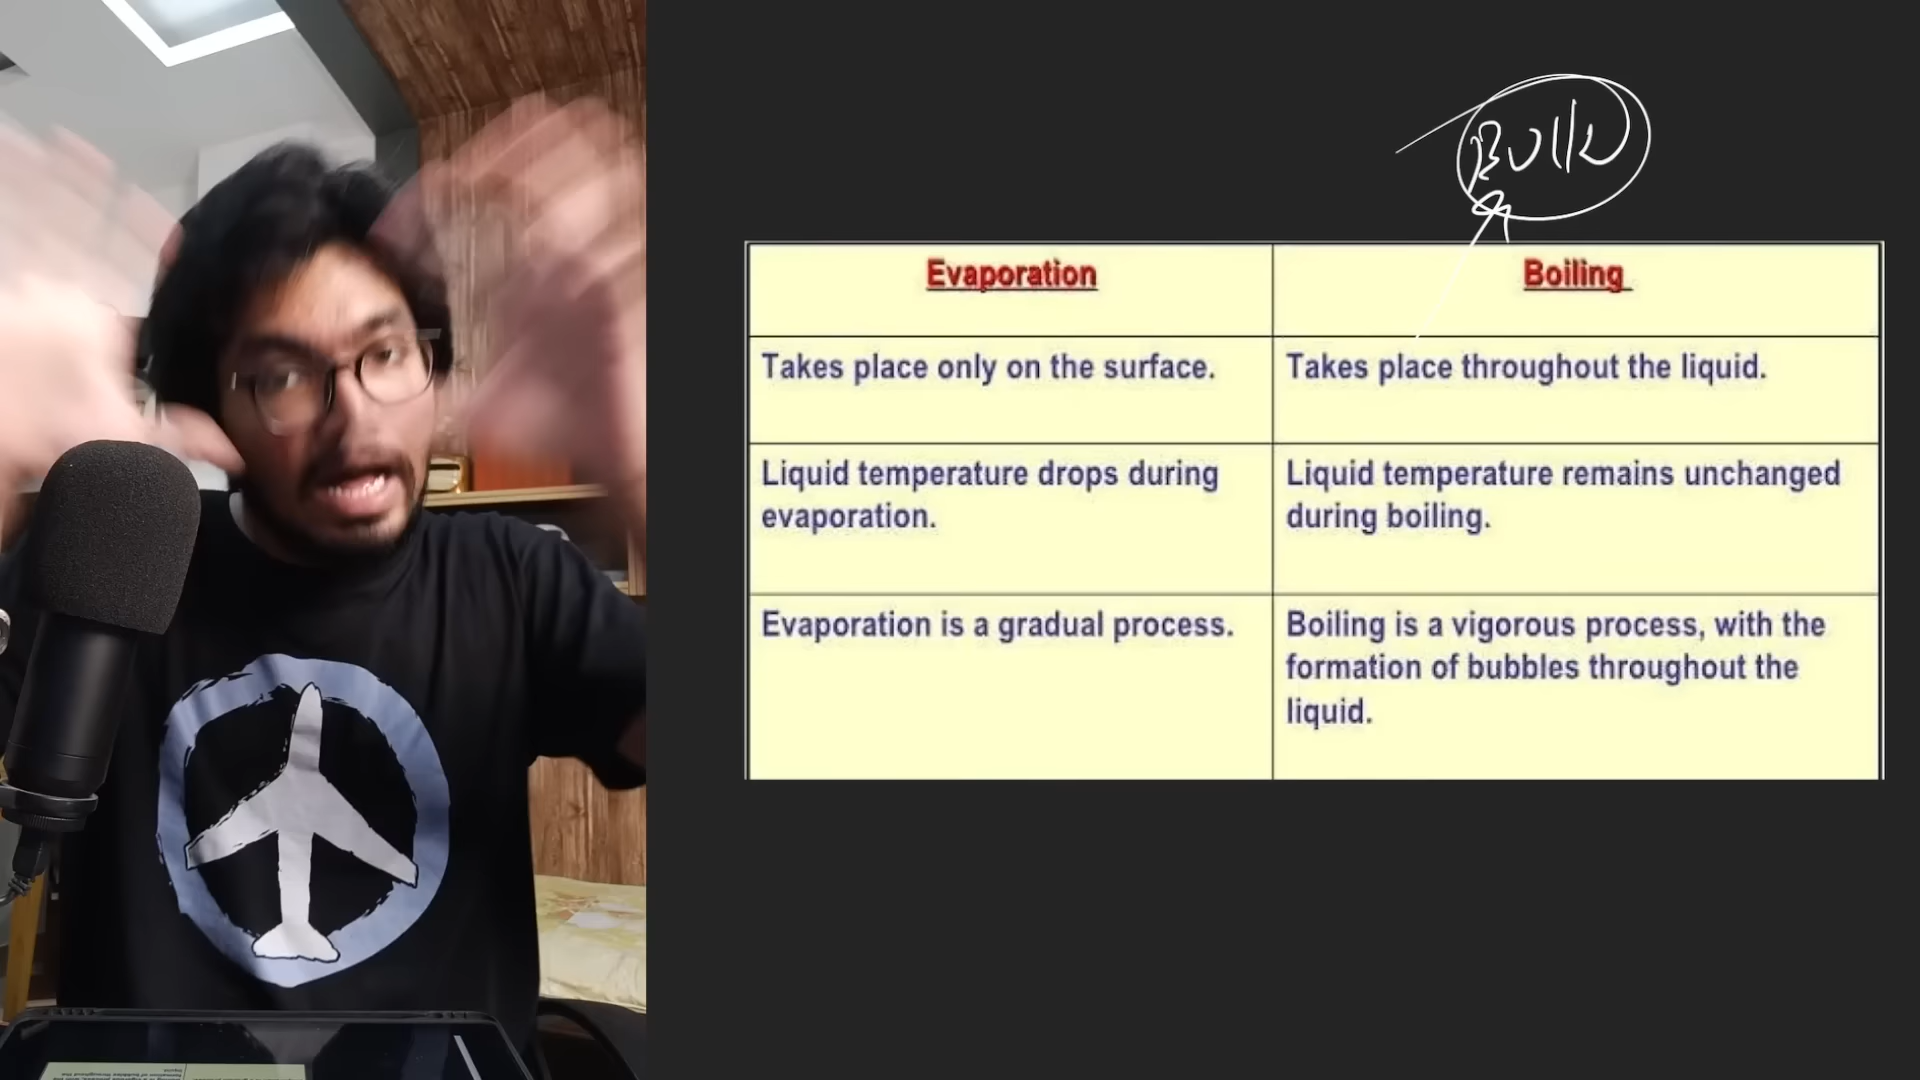 Bulk
Evaporation
Boiling
Takes place only on the surface.
Takes place throughout the liquid.
Liquid temperature drops during
evaporation.
Liquid temperature remains unchanged
during boiling.
Evaporation is a gradual process.
Boiling is a vigorous process, with the
formation of bubbles throughout the
liquid.